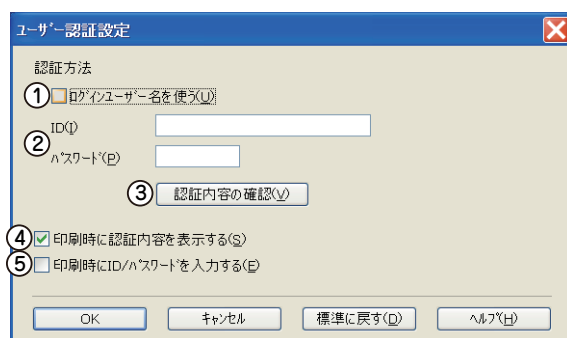 ユーザー認証設定
認証方法
① ログインユーザー名を使う(U)
ID(I)
②
パスワード(P)
③ 認証内容の確認(V)
④ 印刷時に認証内容を表示する(S)
⑤ 印刷時にID/パスワードを入力する(E)
OK キャンセル 標準に戻す(D) ヘルプ(H)